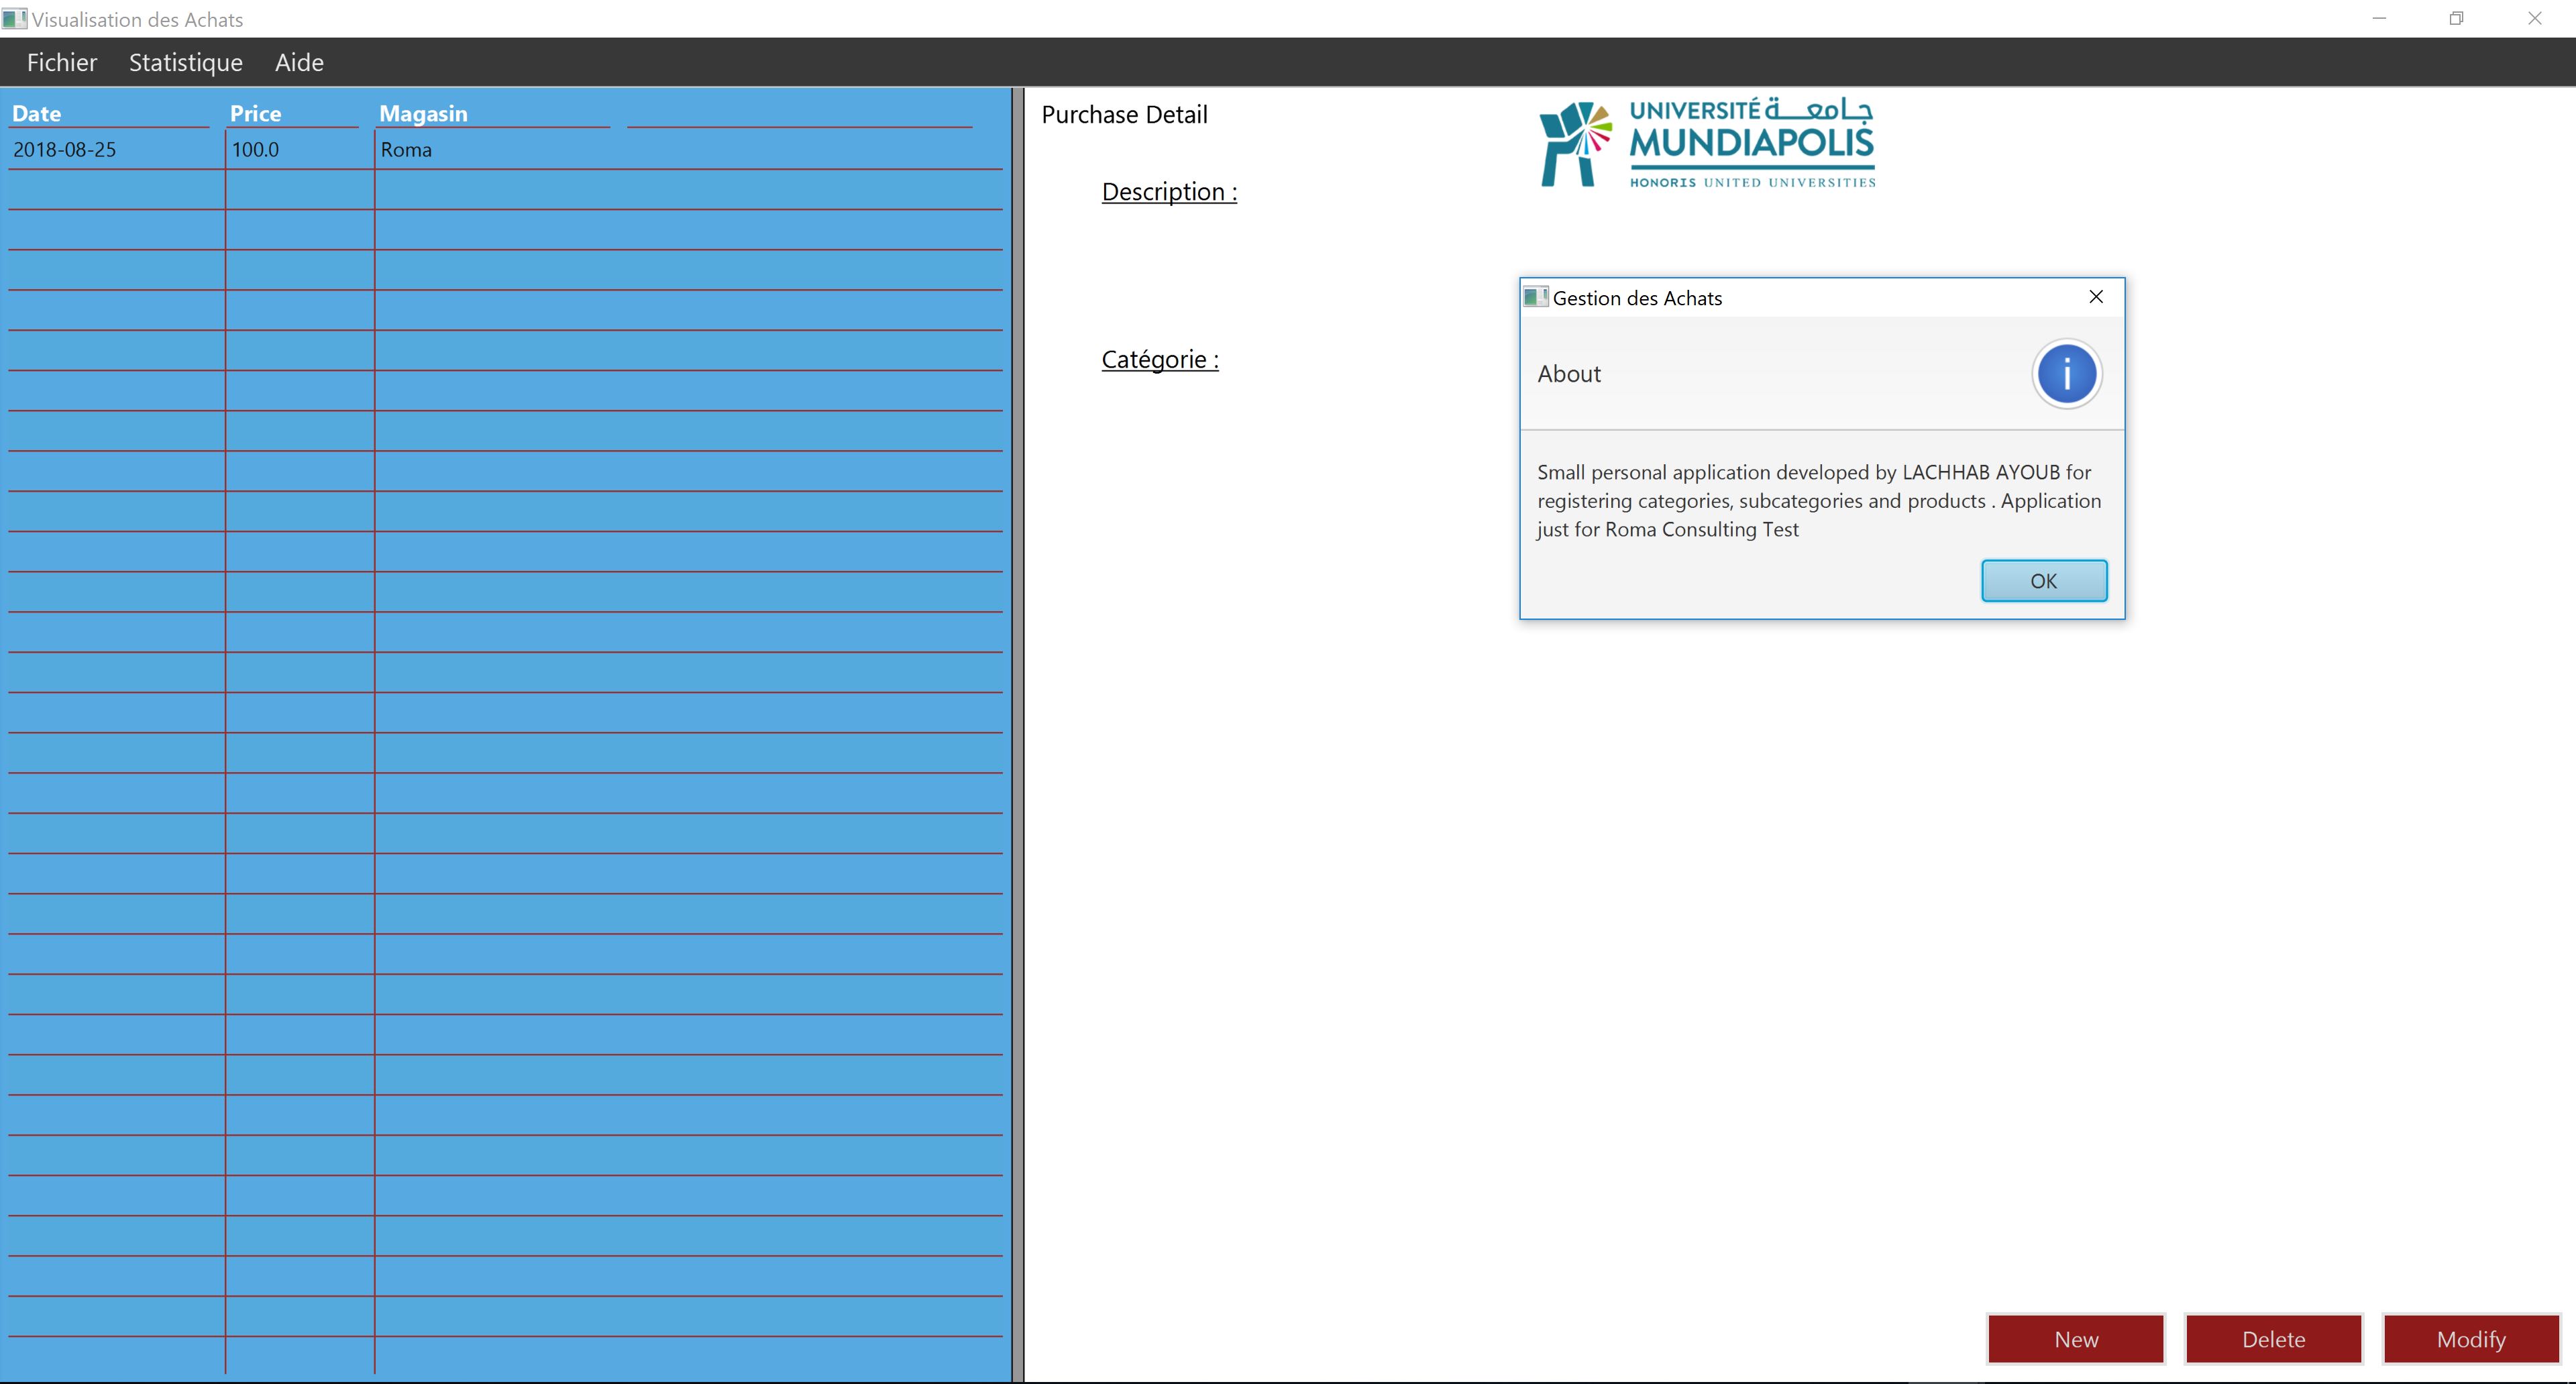 Visualisation des Achats
Fichier Statistique Aide
Date Price Magasin
2018-08-25 100.0 Roma
Purchase Detail
UNIVERSITÉ جامعة
MUNDIAPOLIS
HONORIS UNITED UNIVERSITIES
Description :
Catégorie :
Gestion des Achats
About
i
Small personal application developed by LACHHAB AYOUB for
registering categories, subcategories and products . Application
just for Roma Consulting Test
OK
New Delete Modify